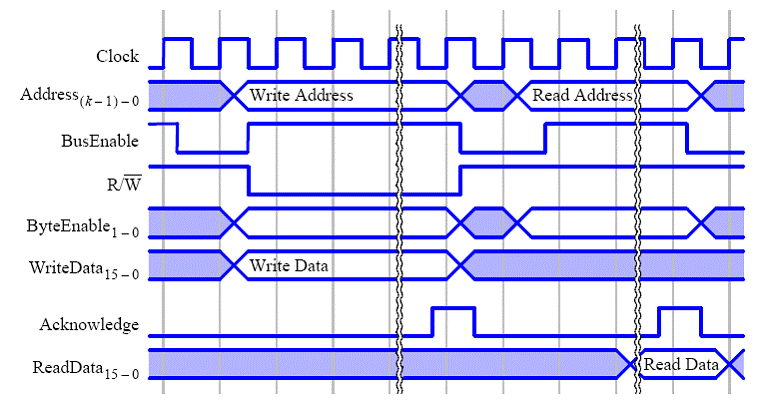 Clock
Address(k−1)−0 Write Address Read Address
BusEnable
R/W̅
ByteEnable1−0
WriteData15−0 Write Data
Acknowledge
ReadData15−0 Read Data